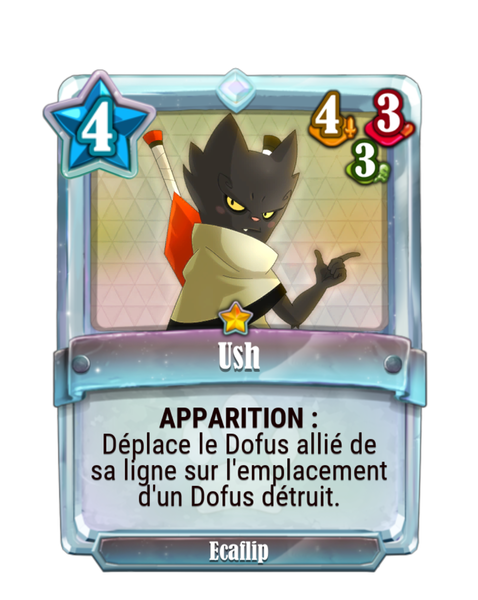 4
4 3
3
Ush
APPARITION :
Déplace le Dofus allié de
sa ligne sur l'emplacement
d'un Dofus détruit.
Ecaflip